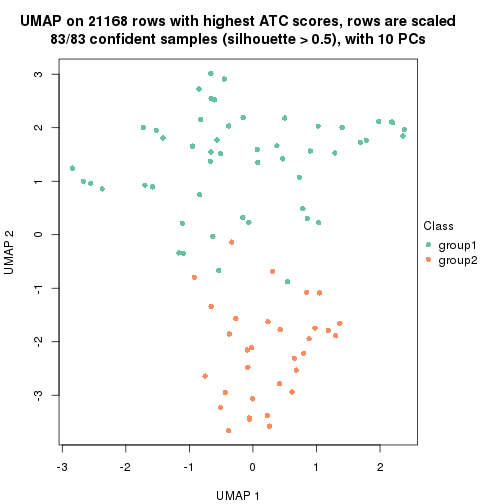 UMAP on 21168 rows with highest ATC scores, rows are scaled
83/83 confident samples (silhouette > 0.5), with 10 PCs
3
2
1
0
-1
-2
-3
UMAP 2
Class
group1
group2
-3
-2
-1
0
1
2
UMAP 1